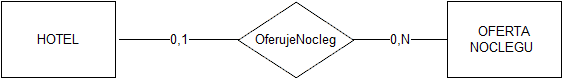 HOTEL
0,1
OferujeNocleg
0,N
OFERTA
NOCLEGU